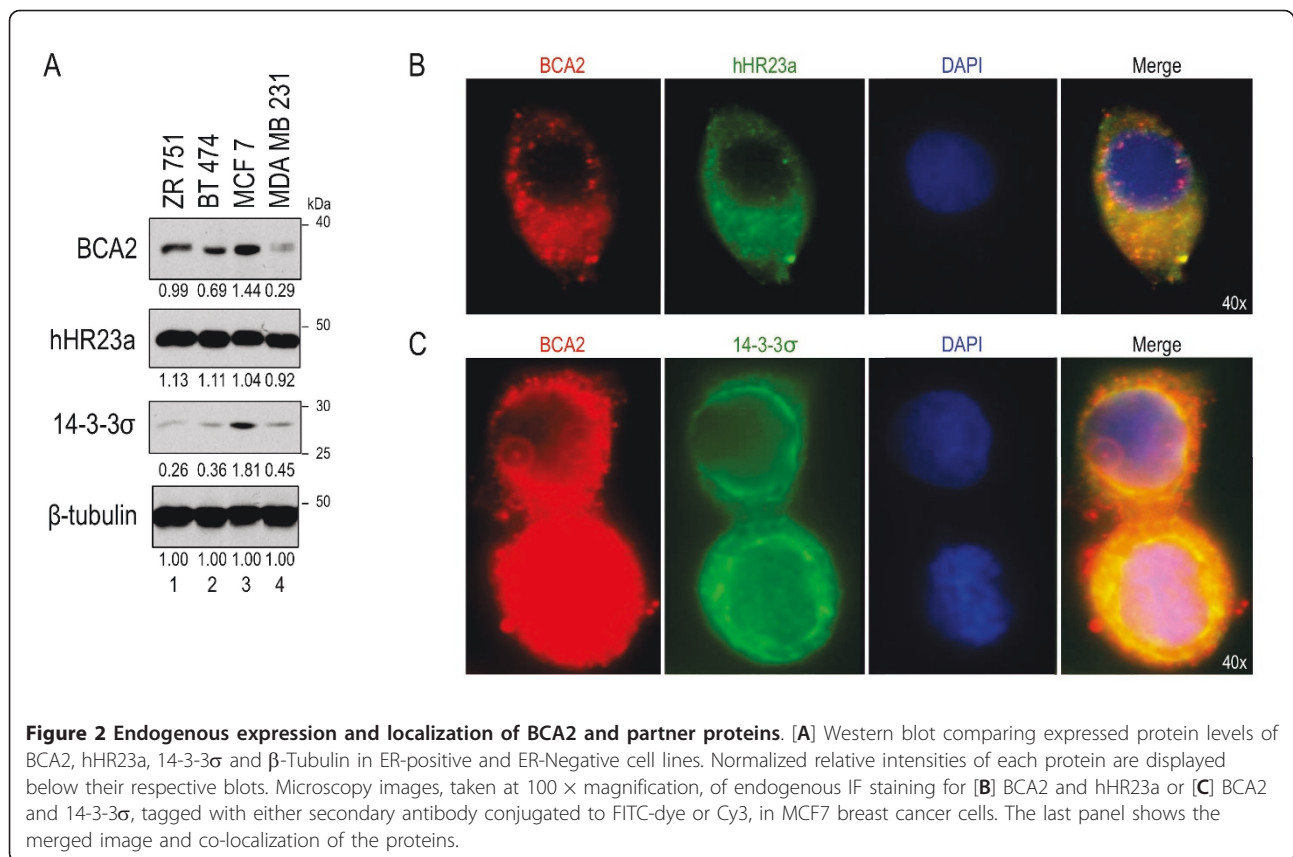 A
ZR 751
BT 474
MCF 7
MDA MB 231
kDa
BCA2
40
0.99 0.69 1.44 0.29
hHR23a
50
1.13 1.11 1.04 0.92
14-3-3σ
30
25
0.26 0.36 1.81 0.45
β-tubulin
50
1.00 1.00 1.00 1.00
1 2 3 4
B
BCA2 hHR23a DAPI Merge
40x
C
BCA2 14-3-3σ DAPI Merge
40x
Figure 2 Endogenous expression and localization of BCA2 and partner proteins. [A] Western blot comparing expressed protein levels of
BCA2, hHR23a, 14-3-3σ and β-Tubulin in ER-positive and ER-Negative cell lines. Normalized relative intensities of each protein are displayed
below their respective blots. Microscopy images, taken at 100 × magnification, of endogenous IF staining for [B] BCA2 and hHR23a or [C] BCA2
and 14-3-3σ, tagged with either secondary antibody conjugated to FITC-dye or Cy3, in MCF7 breast cancer cells. The last panel shows the
merged image and co-localization of the proteins.